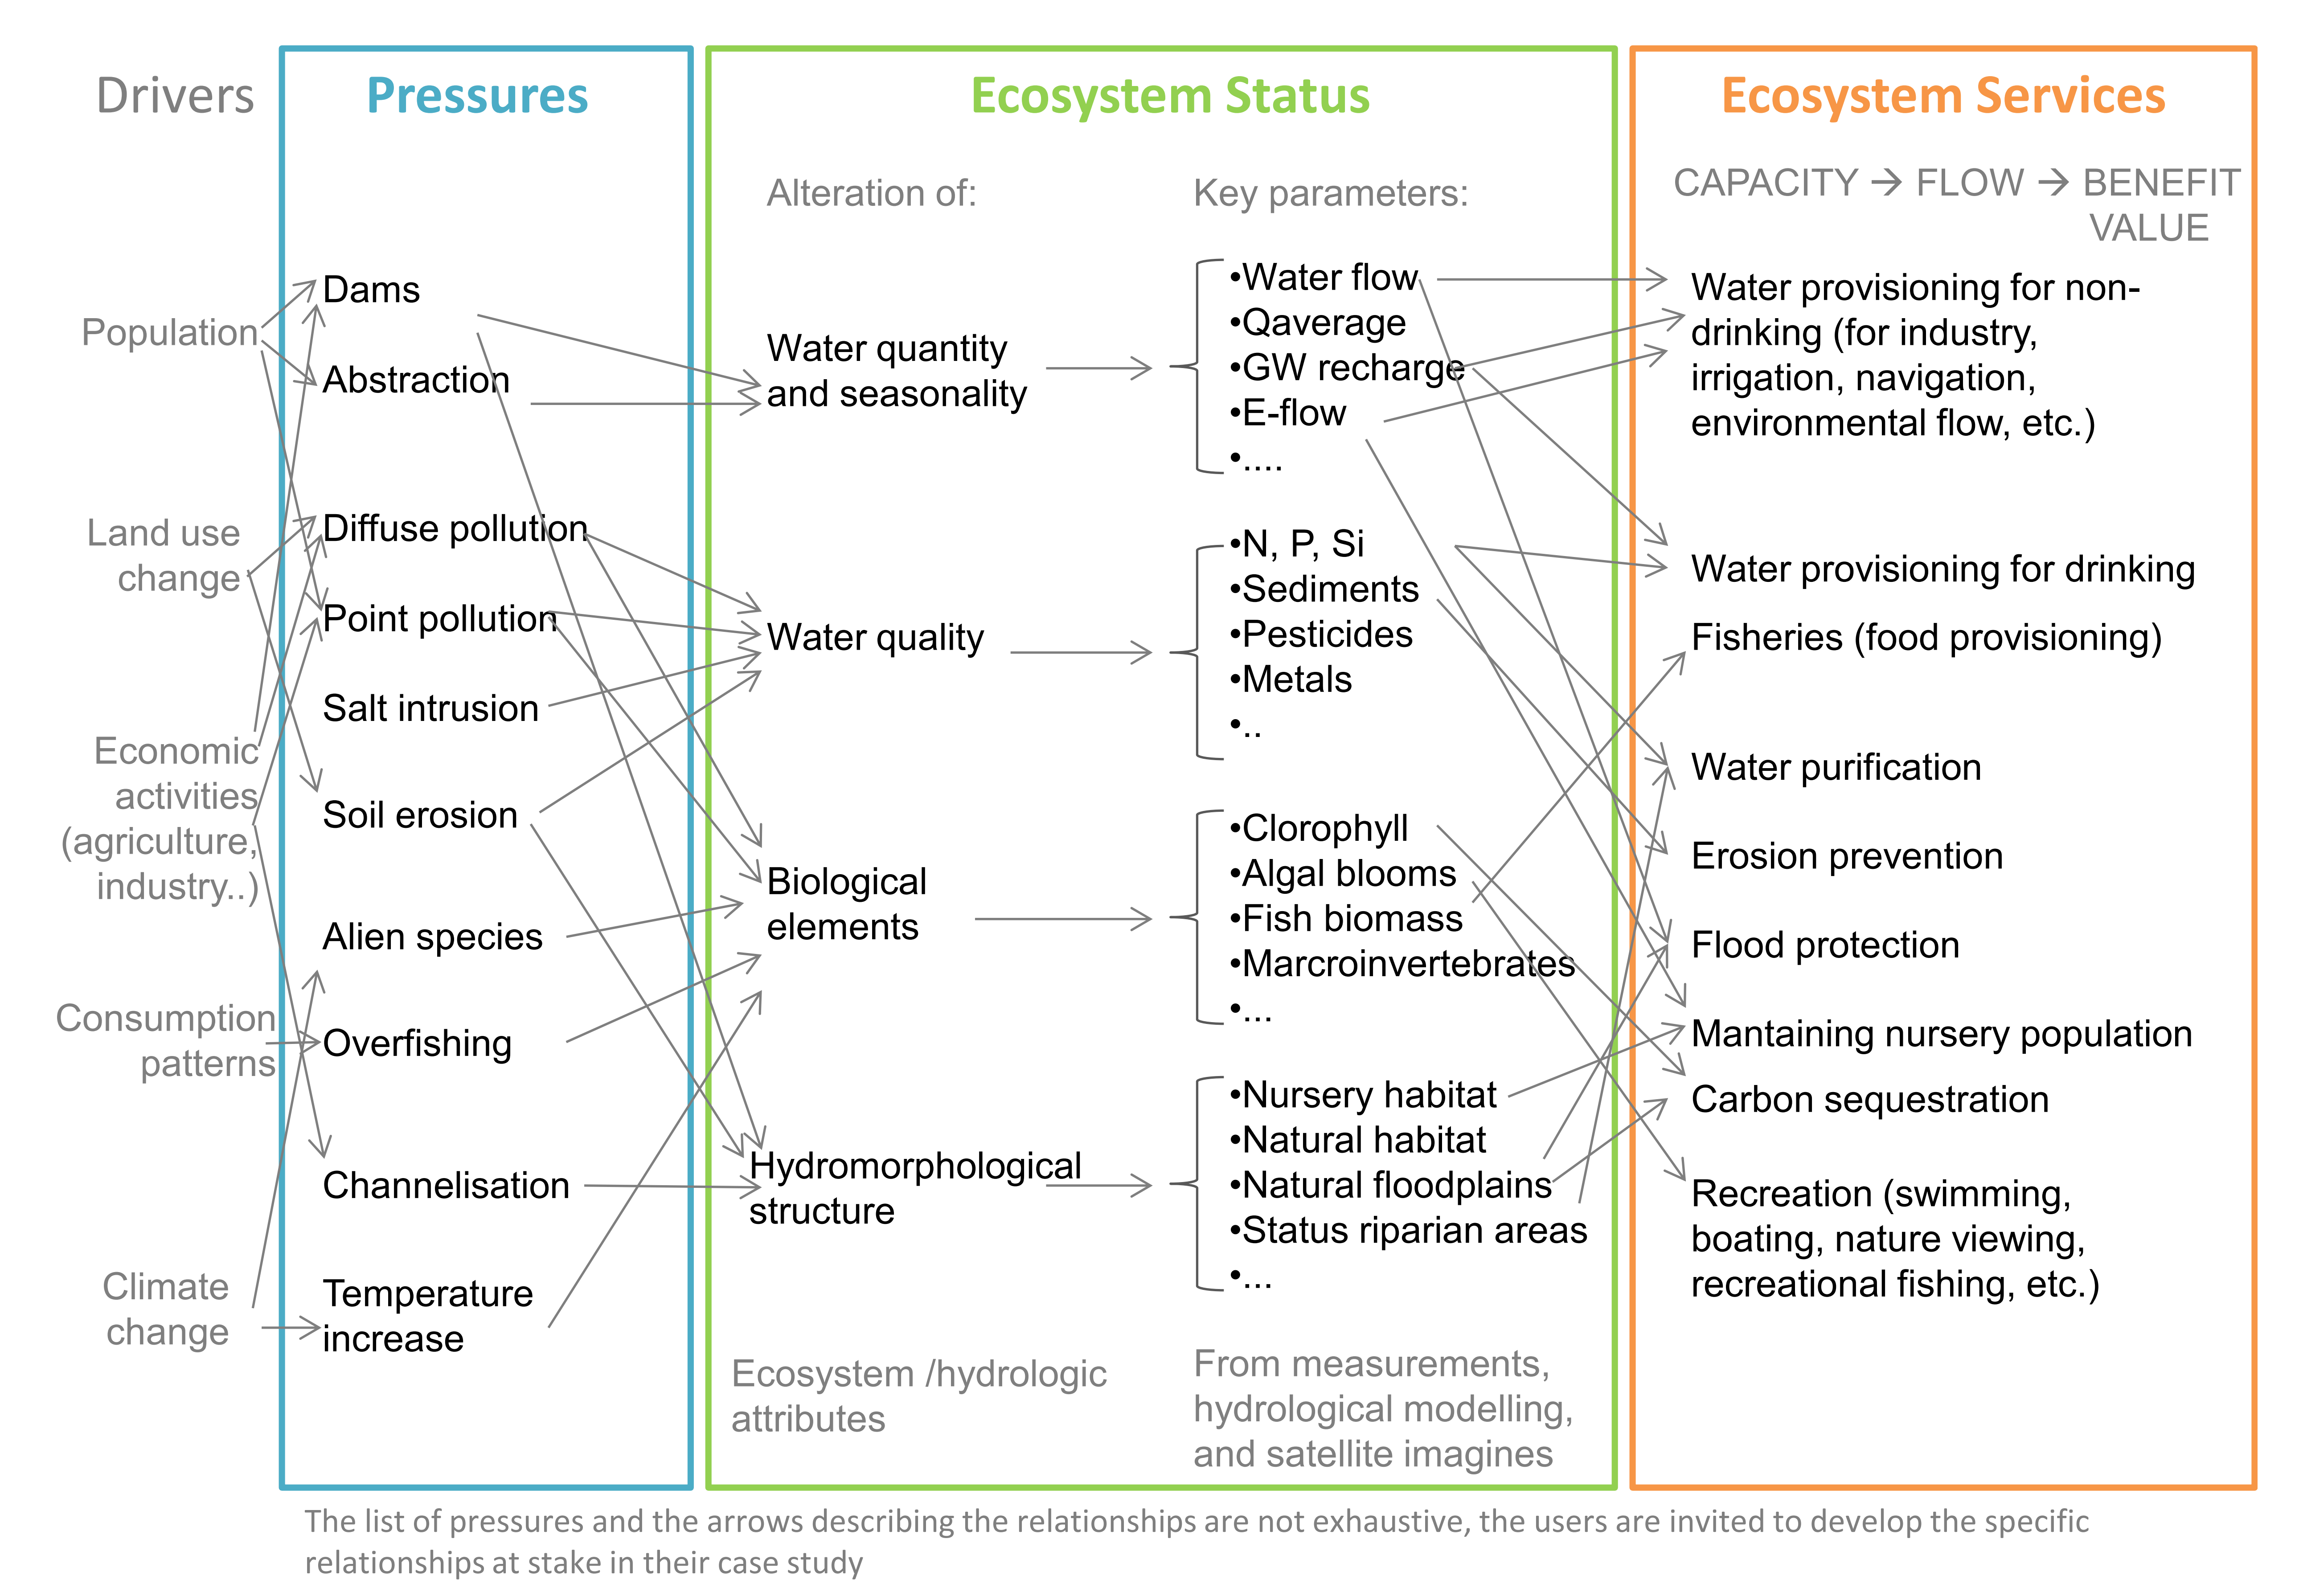 Drivers
Population
Land use
change
Economic
activities
(agriculture,
industry..)
Consumption
patterns
Climate
change
Pressures
Dams
Abstraction
Diffuse pollution
Point pollution
Salt intrusion
Soil erosion
Alien species
Overfishing
Channelisation
Temperature
increase
Ecosystem Status
Alteration of:
Water quantity
and seasonality
Water quality
Biological
elements
Hydromorphological
structure
Ecosystem /hydrologic
attributes
Key parameters:
•Water flow
•Qaverage
•GW recharge
•E-flow
•....
•N, P, Si
•Sediments
•Pesticides
•Metals
•..
•Clorophyll
•Algal blooms
•Fish biomass
•Marcroinvertebrates
•...
•Nursery habitat
•Natural habitat
•Natural floodplains
•Status riparian areas
•...
From measurements,
hydrological modelling,
and satellite imagines
Ecosystem Services
CAPACITY → FLOW → BENEFIT
VALUE
Water provisioning for non-
drinking (for industry,
irrigation, navigation,
environmental flow, etc.)
Water provisioning for drinking
Fisheries (food provisioning)
Water purification
Erosion prevention
Flood protection
Mantaining nursery population
Carbon sequestration
Recreation (swimming,
boating, nature viewing,
recreational fishing, etc.)
The list of pressures and the arrows describing the relationships are not exhaustive, the users are invited to develop the specific
relationships at stake in their case study